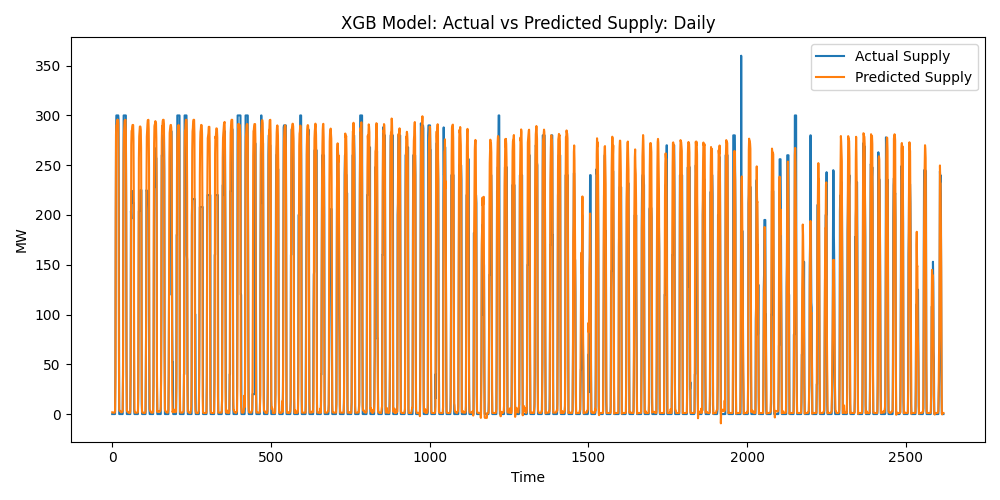 XGB Model: Actual vs Predicted Supply: Daily
Actual Supply
Predicted Supply
350
300
250
200
150
100
50
0
MW
0 500 1000 1500 2000 2500
Time